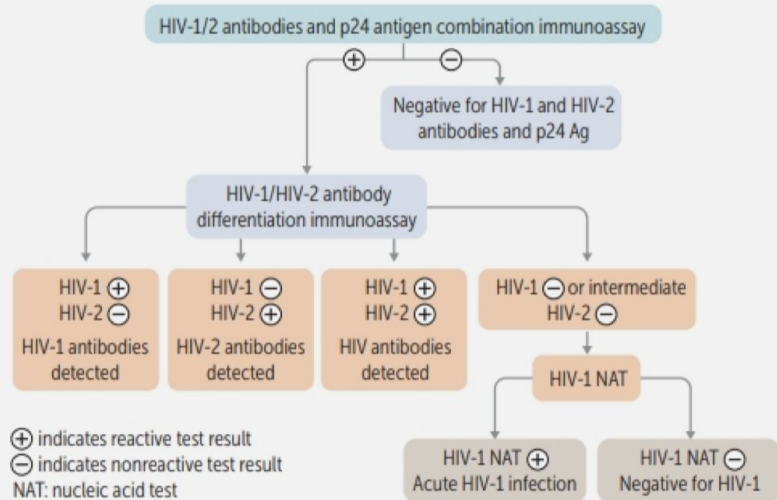 HIV-1/2 antibodies and p24 antigen combination immunoassay
⊕ ⊖
Negative for HIV-1 and HIV-2
antibodies and p24 Ag
HIV-1/HIV-2 antibody
differentiation immunoassay
HIV-1 ⊕
HIV-2 ⊖
HIV-1 antibodies
detected
HIV-1 ⊖
HIV-2 ⊕
HIV-2 antibodies
detected
HIV-1 ⊕
HIV-2 ⊕
HIV antibodies
detected
HIV-1 ⊖ or intermediate
HIV-2 ⊖
HIV-1 NAT
HIV-1 NAT ⊕
Acute HIV-1 infection
HIV-1 NAT ⊖
Negative for HIV-1
⊕ indicates reactive test result
⊖ indicates nonreactive test result
NAT: nucleic acid test